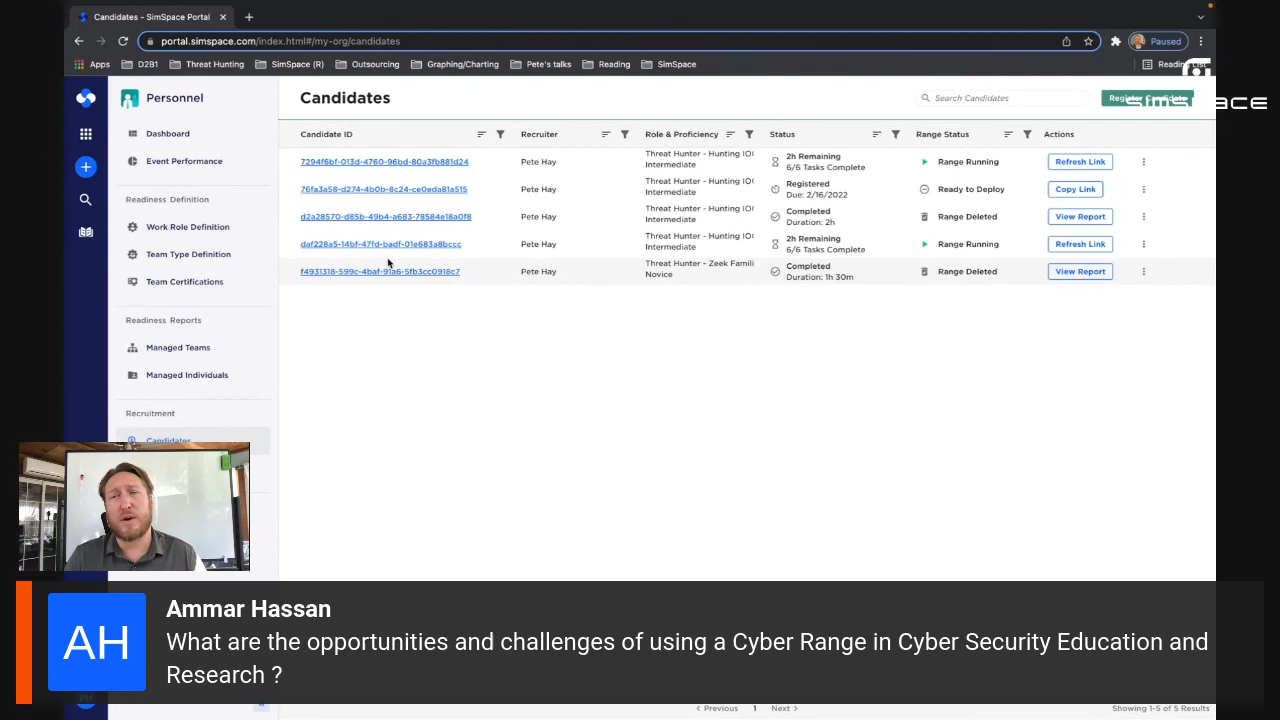 Candidates - SimSpace Portal
portal.simspace.com/index.html#/my-org/candidates
Paused
Apps
D2B1
Threat Hunting
SimSpace (R)
Outsourcing
Graphing/Charting
Pete's talks
Reading
SimSpace
SIMSPACE
Personnel
Dashboard
Event Performance
Readiness Definition
Work Role Definition
Team Type Definition
Team Certifications
Readiness Reports
Managed Teams
Managed Individuals
Recruitment
Candidates
Candidates
Search Candidates
Candidate ID Recruiter Role & Proficiency Status Range Status Actions
7294f6bf-013d-4760-96bd-80a3fb881d24 Pete Hay Threat Hunter - Hunting IOC Intermediate 2h Remaining 6/6 Tasks Complete Range Running Refresh Link
76fa3a58-d274-4b0b-8c24-ce0eda81a515 Pete Hay Threat Hunter - Hunting IOC Intermediate Registered Due: 2/16/2022 Ready to Deploy Copy Link
d2a28570-d85b-49b4-a683-78584e18a0f8 Pete Hay Threat Hunter - Hunting IOC Intermediate Completed Duration: 2h Range Deleted View Report
daf228a5-14bf-47fd-badf-01e683a8bccc Pete Hay Threat Hunter - Hunting IOC Intermediate 2h Remaining 6/6 Tasks Complete Range Running Refresh Link
f4931318-599c-4baf-91a6-5fb3cc0918c7 Pete Hay Threat Hunter - Zeek Famili Novice Completed Duration: 1h 30m Range Deleted View Report
AH
Ammar Hassan
What are the opportunities and challenges of using a Cyber Range in Cyber Security Education and
Research ?
Previous 1 Next
Showing 1-5 of 5 Results